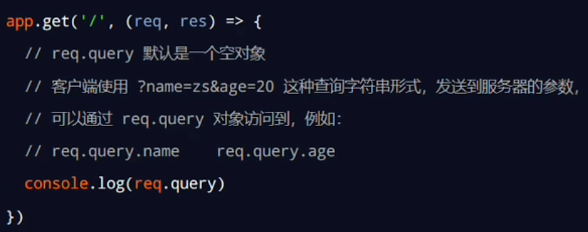 app.get('/', (req, res) => {
// req.query 默认是一个空对象
// 客户端使用 ?name=zs&age=20 这种查询字符串形式，发送到服务器的参数，
// 可以通过 req.query 对象访问到，例如：
// req.query.name    req.query.age
console.log(req.query)
})